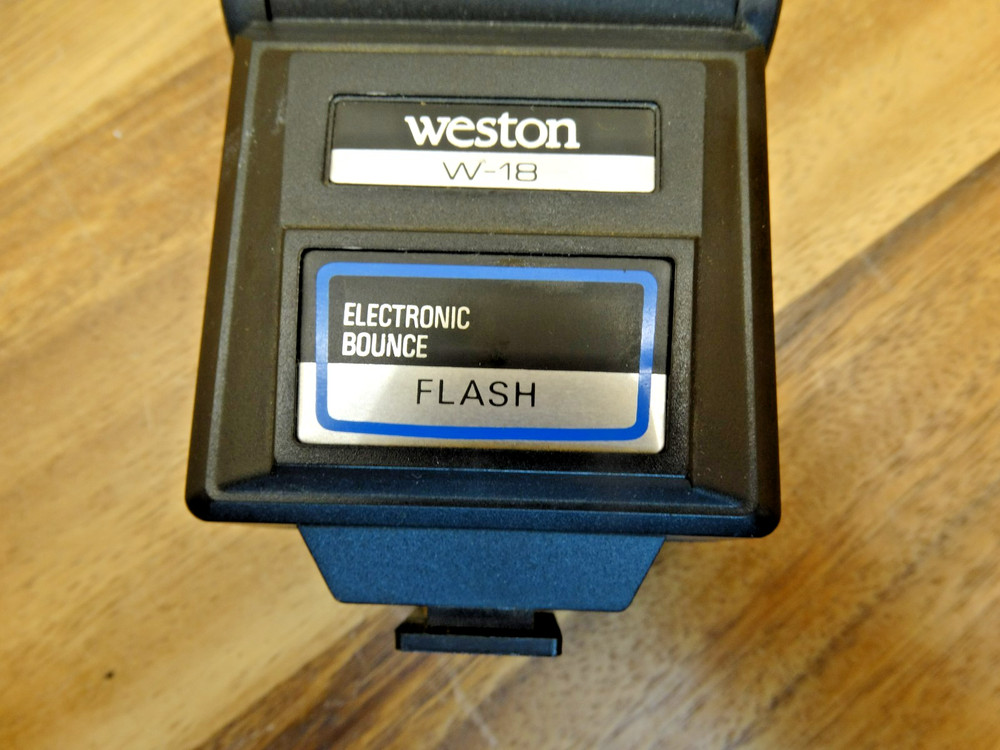 weston
W-18
ELECTRONIC
BOUNCE
FLASH